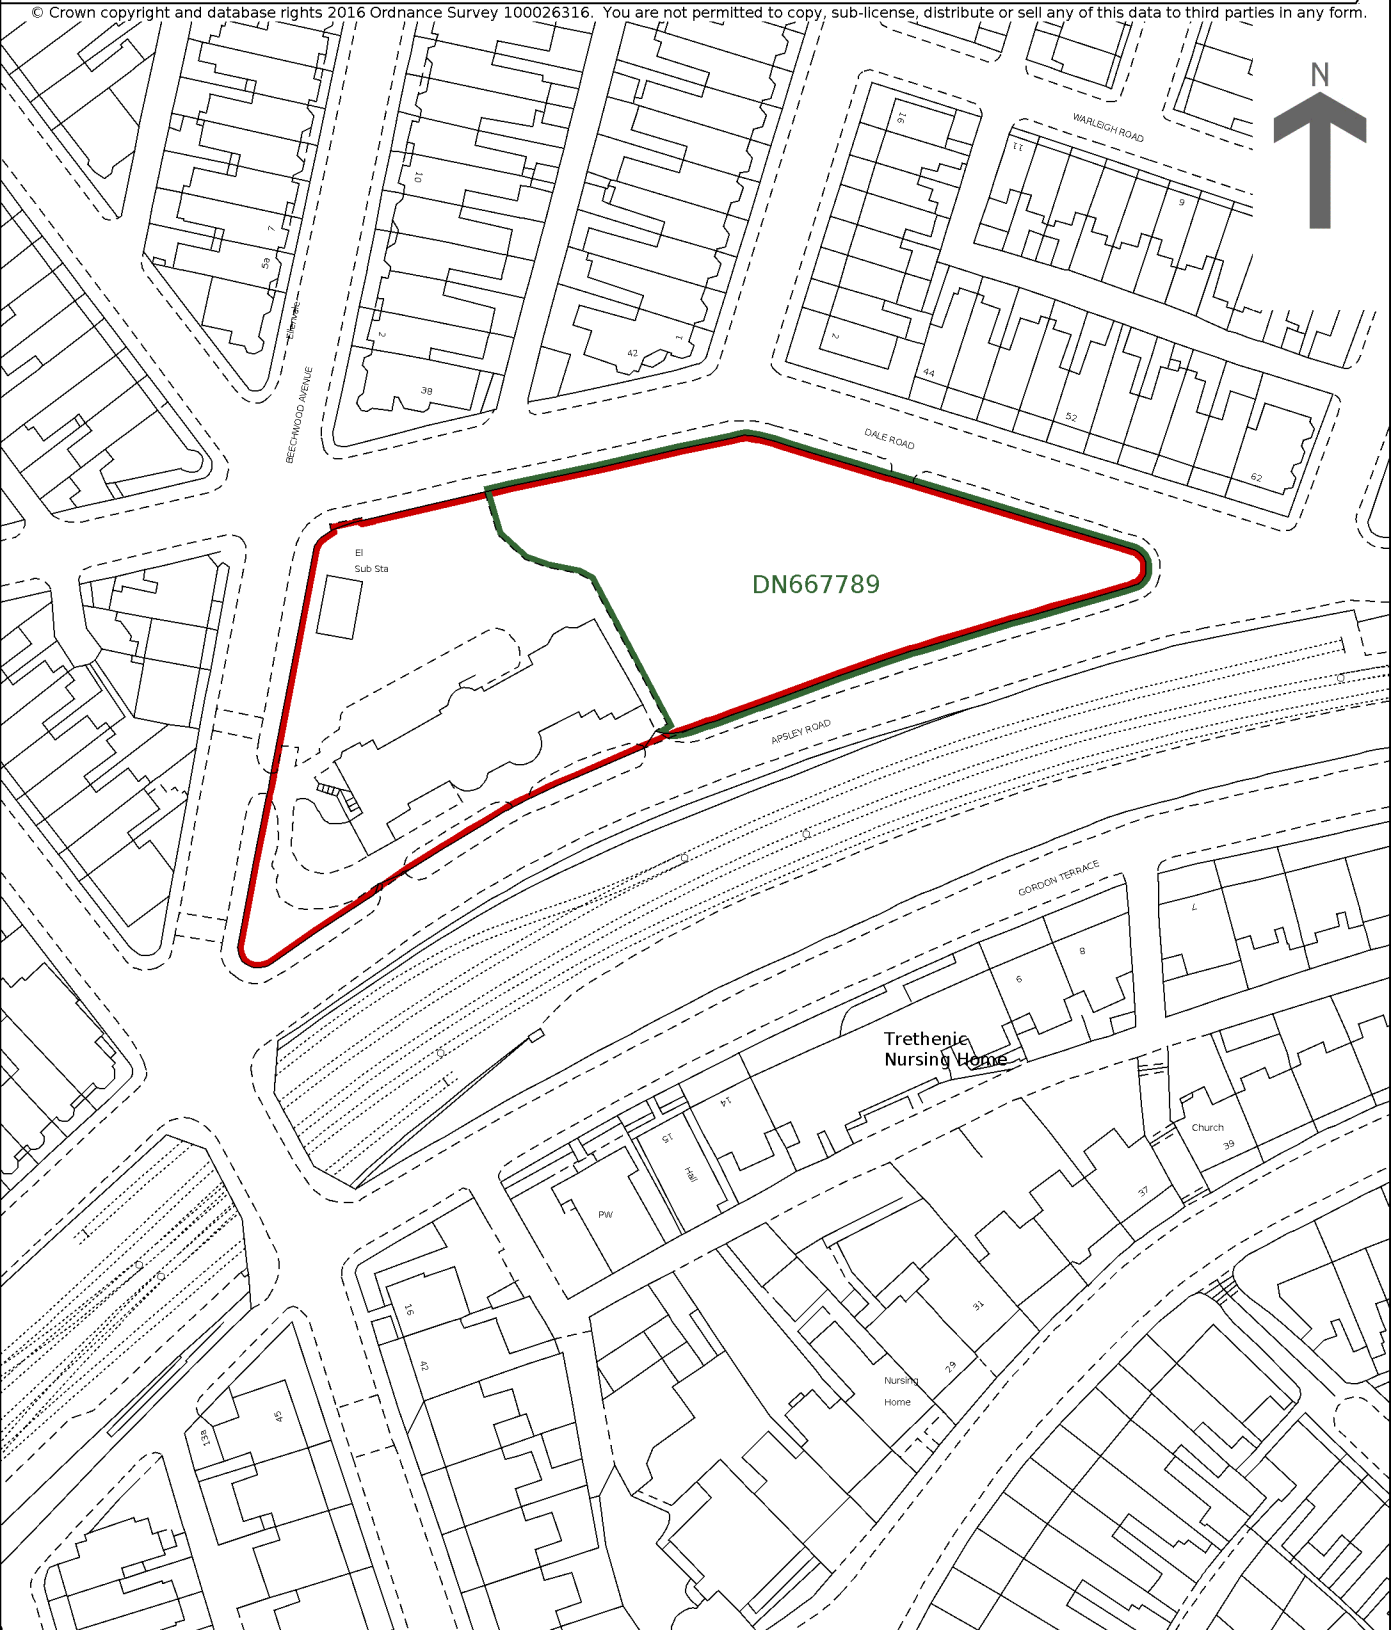 © Crown copyright and database rights 2016 Ordnance Survey 100026316. You are not permitted to copy, sub-license, distribute or sell any of this data to third parties in any form.
N
WARLEIGH ROAD
16
11
9
10
7
59
Ellenvale
2
1
42
38
2
44
52
62
BEECHWOOD AVENUE
DALE ROAD
El
Sub Sta
DN667789
APSLEY ROAD
GORDON TERRACE
7
8
9
Trethenic
Nursing Home
14
15
Hall
Church
39
37
PW
16
42
31
29
Nursing
Home
45
13a